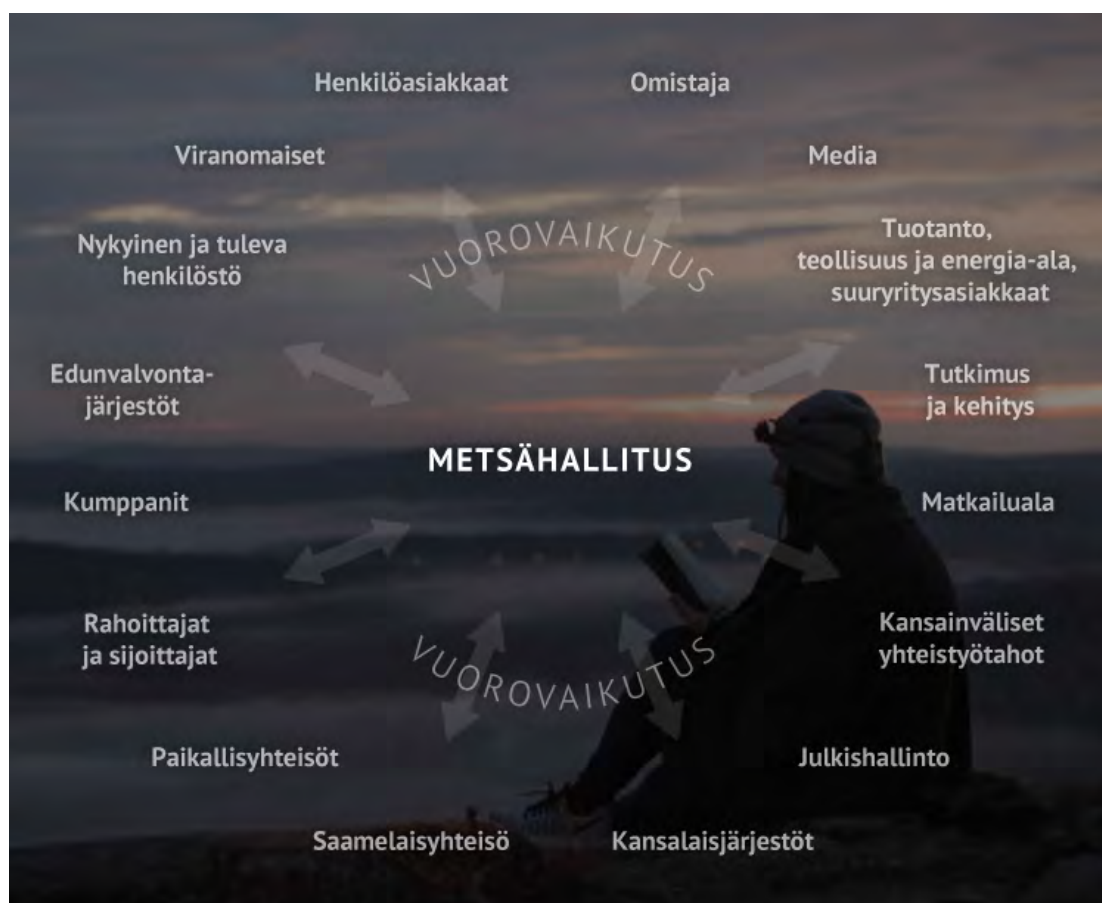 Henkilöasiakkaat
Omistaja
Viranomaiset
Media
Nykyinen ja tuleva
henkilöstö
Tuotanto,
teollisuus ja energia-ala,
suuryritysasiakkaat
VUOROVAIKUTUS
Edunvalvonta-
järjestöt
Tutkimus
ja kehitys
METSÄHALLITUS
Kumppanit
Matkailuala
Rahoittajat
ja sijoittajat
Kansainväliset
yhteistyötahot
VUOROVAIKUTUS
Paikallisyhteisöt
Julkishallinto
Saamelaisyhteisö
Kansalaisjärjestöt